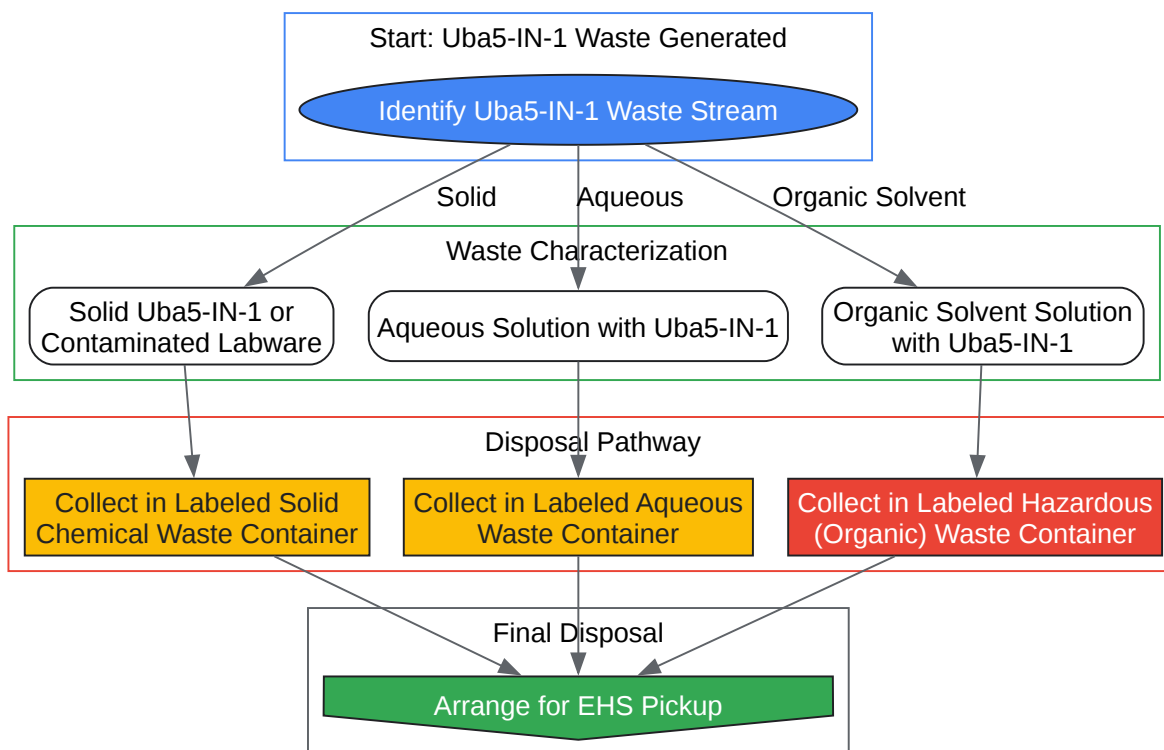 Start: Uba5-IN-1 Waste Generated
Identify Uba5-IN-1 Waste Stream
Solid
Aqueous
Organic Solvent
Waste Characterization
Solid Uba5-IN-1 or
Contaminated Labware
Aqueous Solution with Uba5-IN-1
Organic Solvent Solution
with Uba5-IN-1
Disposal Pathway
Collect in Labeled Solid
Chemical Waste Container
Collect in Labeled Aqueous
Waste Container
Collect in Labeled Hazardous
(Organic) Waste Container
Final Disposal
Arrange for EHS Pickup